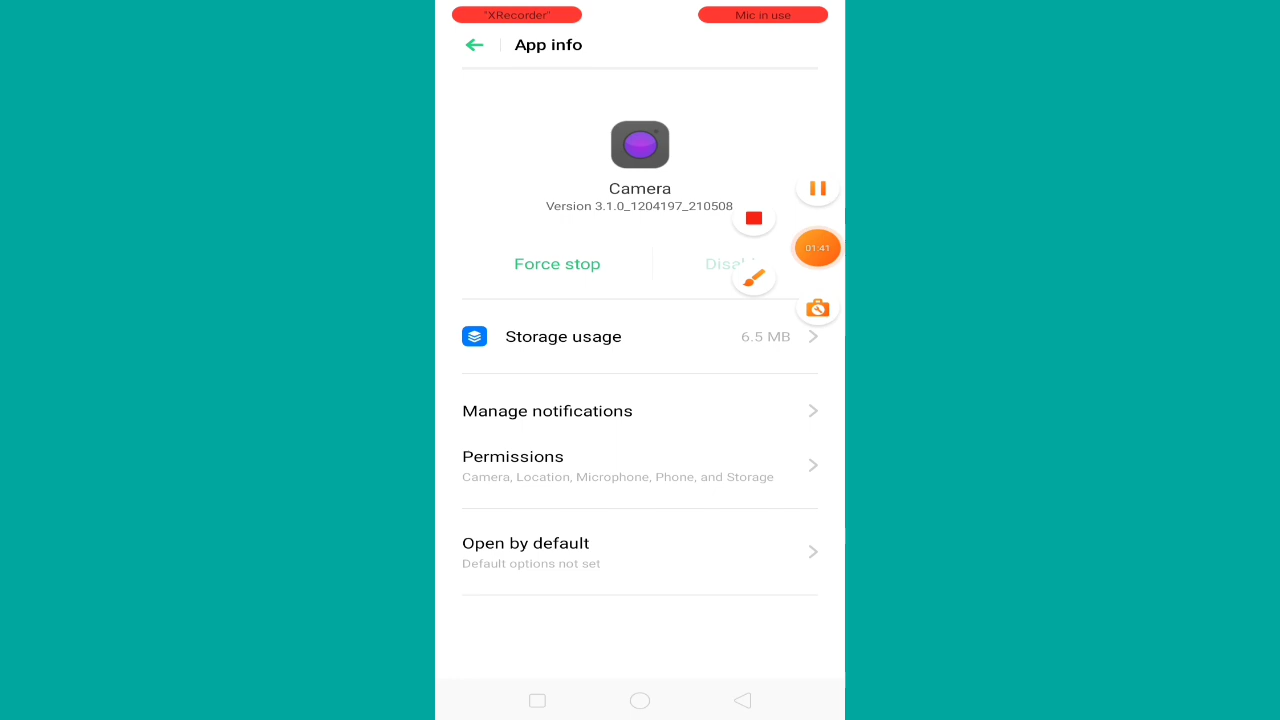 "XRecorder"
Mic in use
App info
Camera
Version 3.1.0_1204197_210508
Force stop
01:41
Storage usage
6.5 MB
Manage notifications
Permissions
Camera, Location, Microphone, Phone, and Storage
Open by default
Default options not set